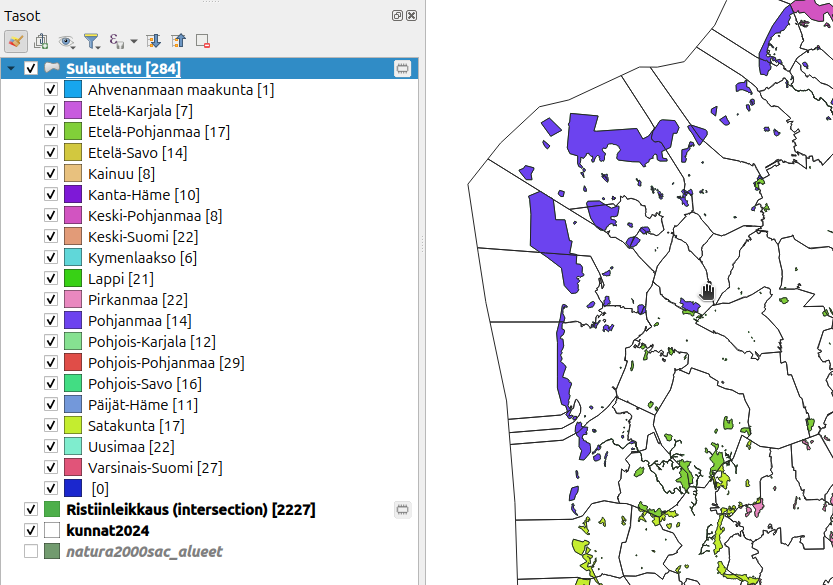 Tasot
Sulautettu [284]
Ahvenanmaan maakunta [1]
Etelä-Karjala [7]
Etelä-Pohjanmaa [17]
Etelä-Savo [14]
Kainuu [8]
Kanta-Häme [10]
Keski-Pohjanmaa [8]
Keski-Suomi [22]
Kymenlaakso [6]
Lappi [21]
Pirkanmaa [22]
Pohjanmaa [14]
Pohjois-Karjala [12]
Pohjois-Pohjanmaa [29]
Pohjois-Savo [16]
Päijät-Häme [11]
Satakunta [17]
Uusimaa [22]
Varsinais-Suomi [27]
[0]
Ristiinleikkaus (intersection) [2227]
kunnat2024
natura2000sac_alueet